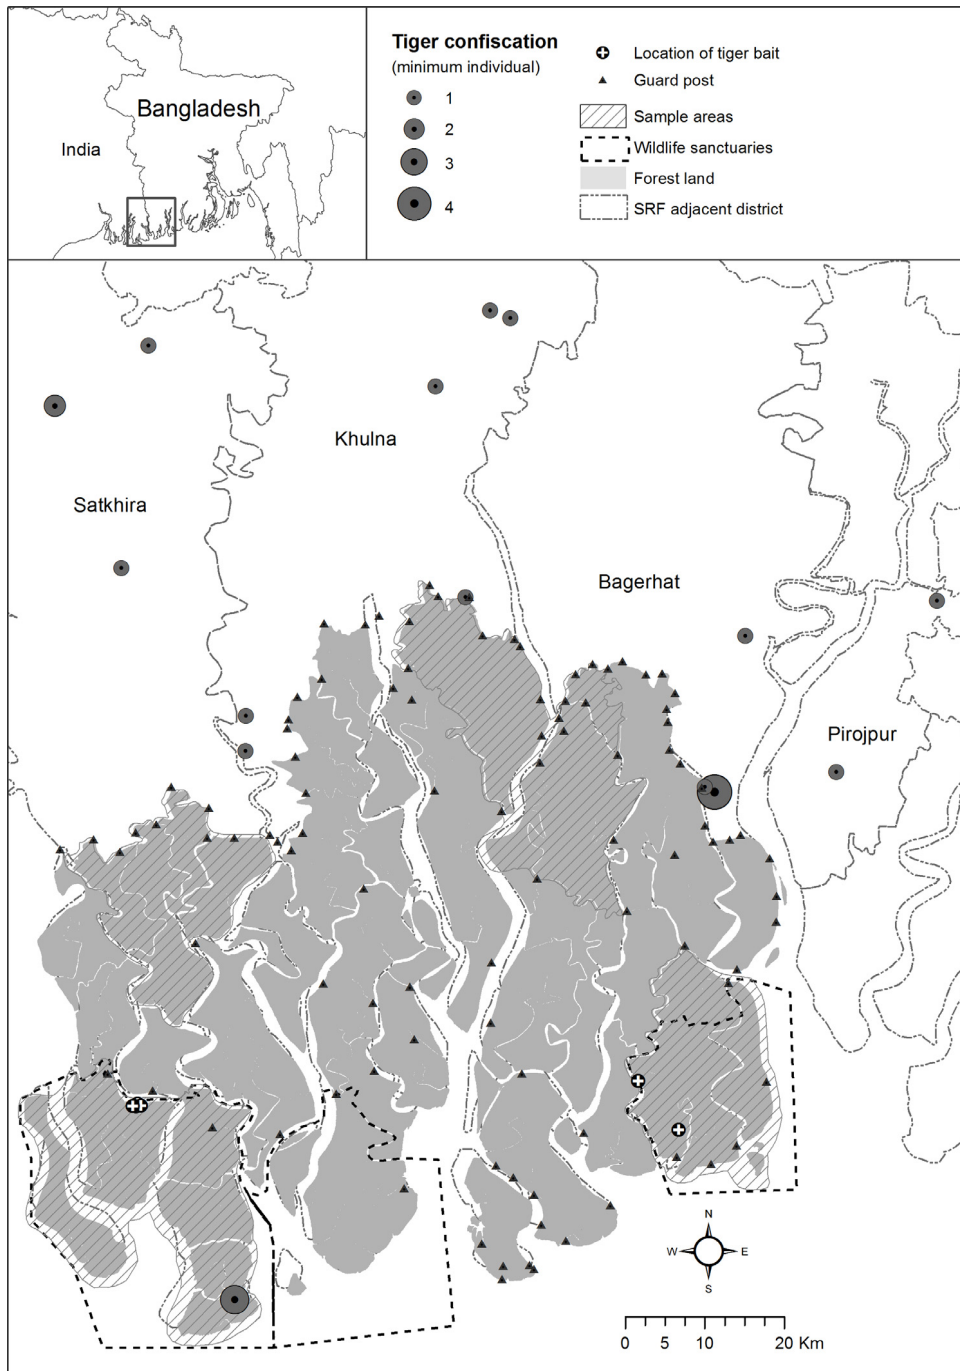 Bangladesh
India
Tiger confiscation
(minimum individual)
1
2
3
4
Location of tiger bait
Guard post
Sample areas
Wildlife sanctuaries
Forest land
SRF adjacent district
Khulna
Satkhira
Bagerhat
Pirojpur
N
W E
S
0 5 10 20 Km